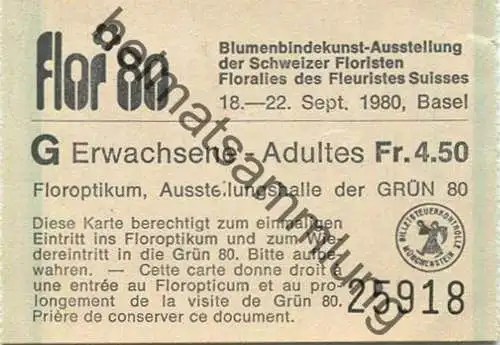 flor 80
Blumenbindekunst-Ausstellung
der Schweizer Floristen
Floralies des Fleuristes Suisses
18.—22. Sept. 1980, Basel
G Erwachsene - Adultes Fr. 4.50
Floroptikum, Ausstellungshalle der GRÜN 80
Diese Karte berechtigt zum einmaligen
Eintritt ins Floroptikum und zum Wie-
dereintritt in die Grün 80. Bitte aufbe-
wahren. — Cette carte donne droit à
une entrée au Floropticum et au pro-
longement de la visite de Grün 80.
Prière de conserver ce document.
BILLETSTEUERKONTROLLE
MÜNCHENSTEIN
25918
heimatsammlung